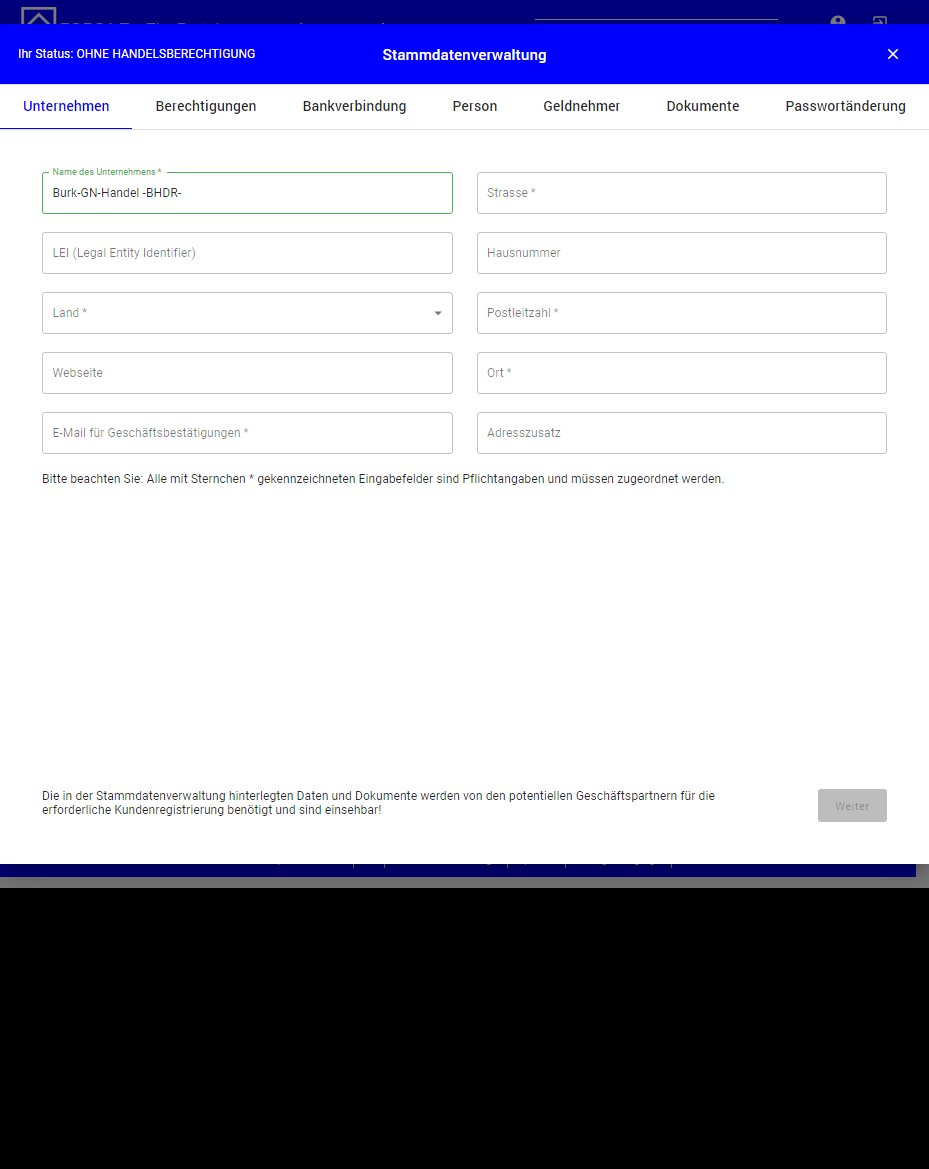 Ihr Status: OHNE HANDELSBERECHTIGUNG
Stammdatenverwaltung
Unternehmen
Berechtigungen
Bankverbindung
Person
Geldnehmer
Dokumente
Passwortänderung
Name des Unternehmens *
Burk-GN-Handel -BHDR-
Strasse *
LEI (Legal Entity Identifier)
Hausnummer
Land *
Postleitzahl *
Webseite
Ort *
E-Mail für Geschäftsbestätigungen *
Adresszusatz
Bitte beachten Sie: Alle mit Sternchen * gekennzeichneten Eingabefelder sind Pflichtangaben und müssen zugeordnet werden.
Die in der Stammdatenverwaltung hinterlegten Daten und Dokumente werden von den potentiellen Geschäftspartnern für die
erforderliche Kundenregistrierung benötigt und sind einsehbar!
Weiter